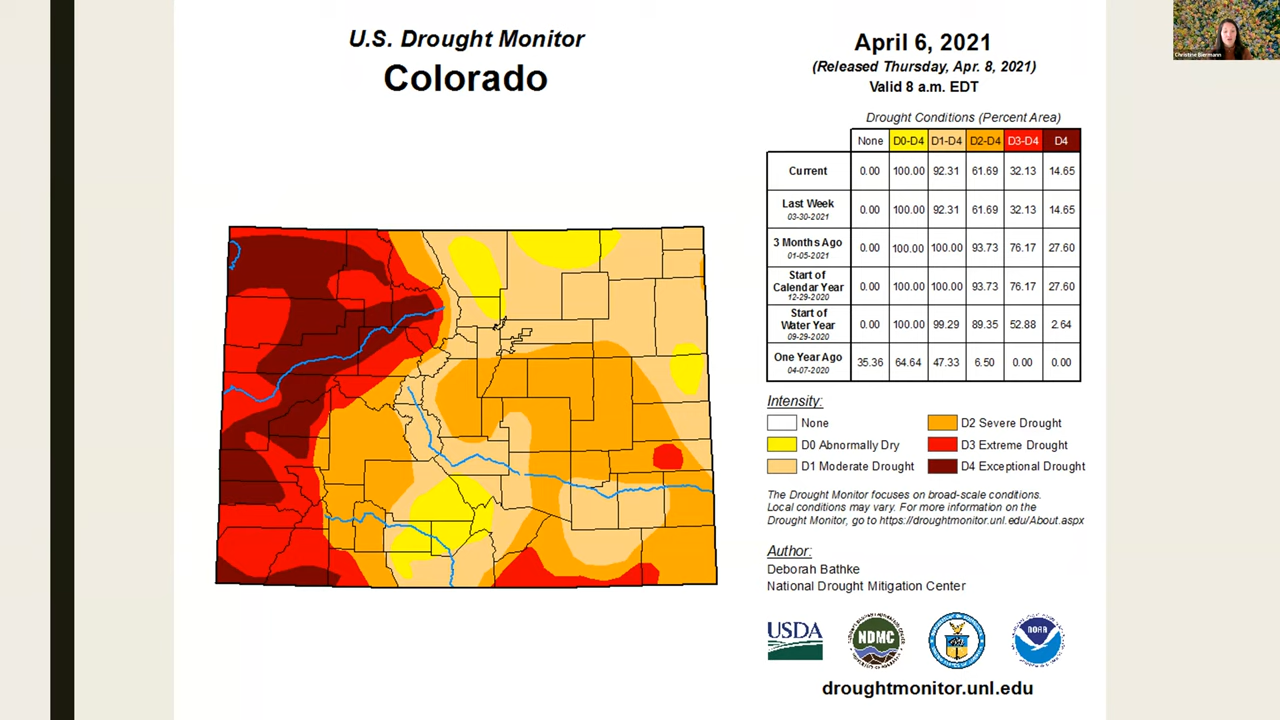 U.S. Drought Monitor
Colorado
April 6, 2021
(Released Thursday, Apr. 8, 2021)
Valid 8 a.m. EDT
Drought Conditions (Percent Area)
None D0-D4 D1-D4 D2-D4 D3-D4 D4
Current 0.00 100.00 92.31 61.69 32.13 14.65
Last Week
03-30-2021
0.00 100.00 92.31 61.69 32.13 14.65
3 Months Ago
01-05-2021
0.00 100.00 100.00 93.73 76.17 27.60
Start of
Calendar Year
12-29-2020
0.00 100.00 100.00 93.73 76.17 27.60
Start of
Water Year
09-29-2020
0.00 100.00 99.29 89.35 52.88 2.64
One Year Ago
04-07-2020
35.36 64.64 47.33 6.50 0.00 0.00
Intensity:
None
D0 Abnormally Dry
D1 Moderate Drought
D2 Severe Drought
D3 Extreme Drought
D4 Exceptional Drought
The Drought Monitor focuses on broad-scale conditions.
Local conditions may vary. For more information on the
Drought Monitor, go to https://droughtmonitor.unl.edu/About.aspx
Author:
Deborah Bathke
National Drought Mitigation Center
USDA
NDMC
NOAA
droughtmonitor.unl.edu
Christine Biermann